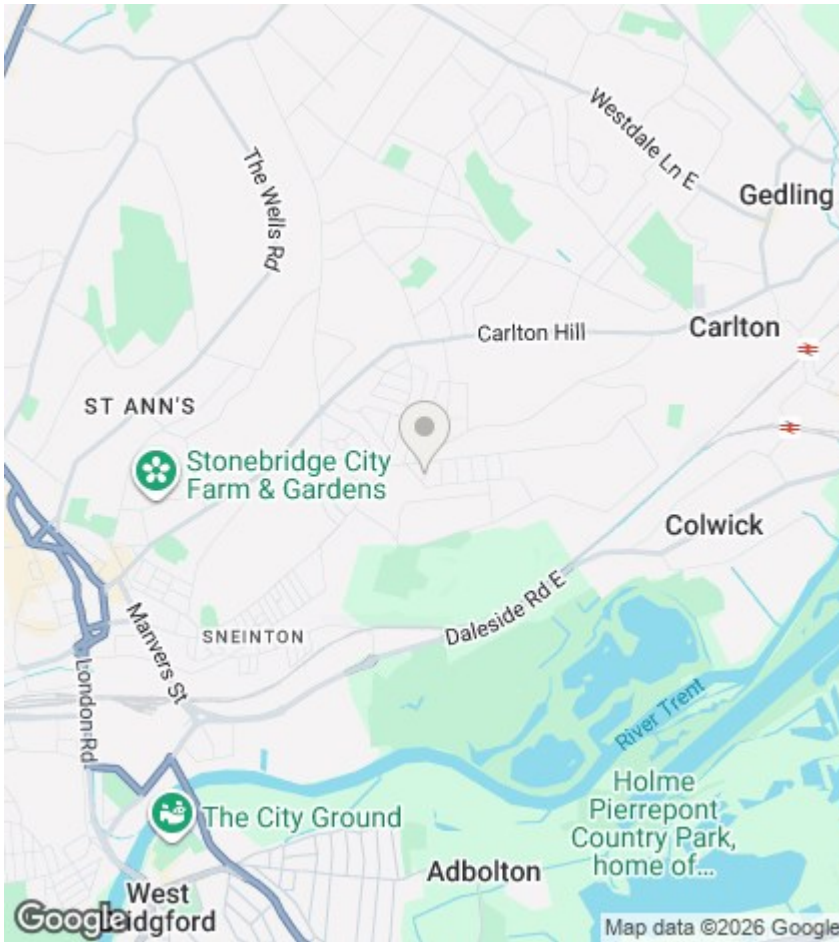 Westdale Ln E
Gedling
The Wells Rd
Carlton Hill
Carlton
ST ANN'S
Stonebridge City
Farm & Gardens
Colwick
Manvers St
SNEINTON
Daleside Rd E
London Rd
River Trent
The City Ground
Holme
Pierrepont
Country Park,
home of...
Adbolton
West
Bridgford
Google
Map data ©2026 Google